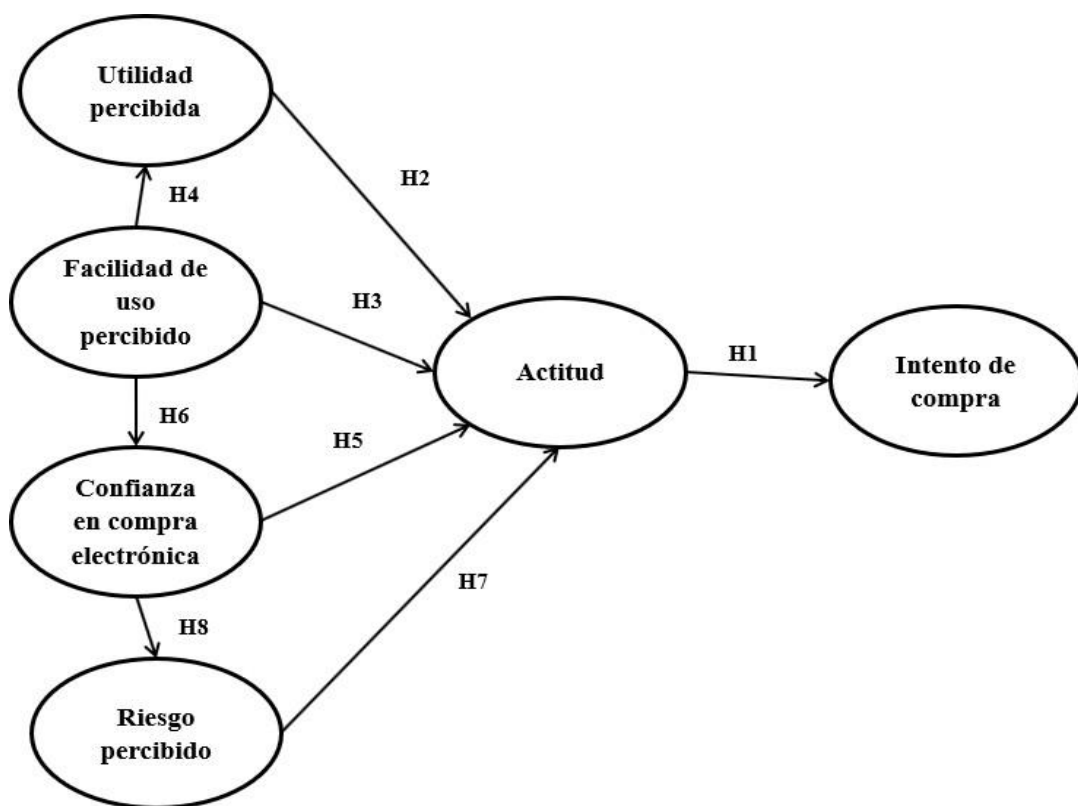 Utilidad
percibida
H4
H2
Facilidad de
uso
percibido
H3
H6
Actitud
H1
Intento de
compra
Confianza
en compra
electrónica
H5
H8
H7
Riesgo
percibido